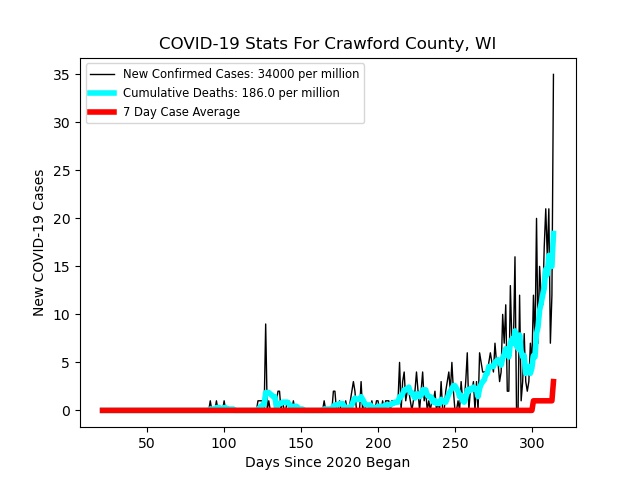 COVID-19 Stats For Crawford County, WI
New Confirmed Cases: 34000 per million
Cumulative Deaths: 186.0 per million
7 Day Case Average
35
30
25
20
15
10
5
0
New COVID-19 Cases
50 100 150 200 250 300
Days Since 2020 Began